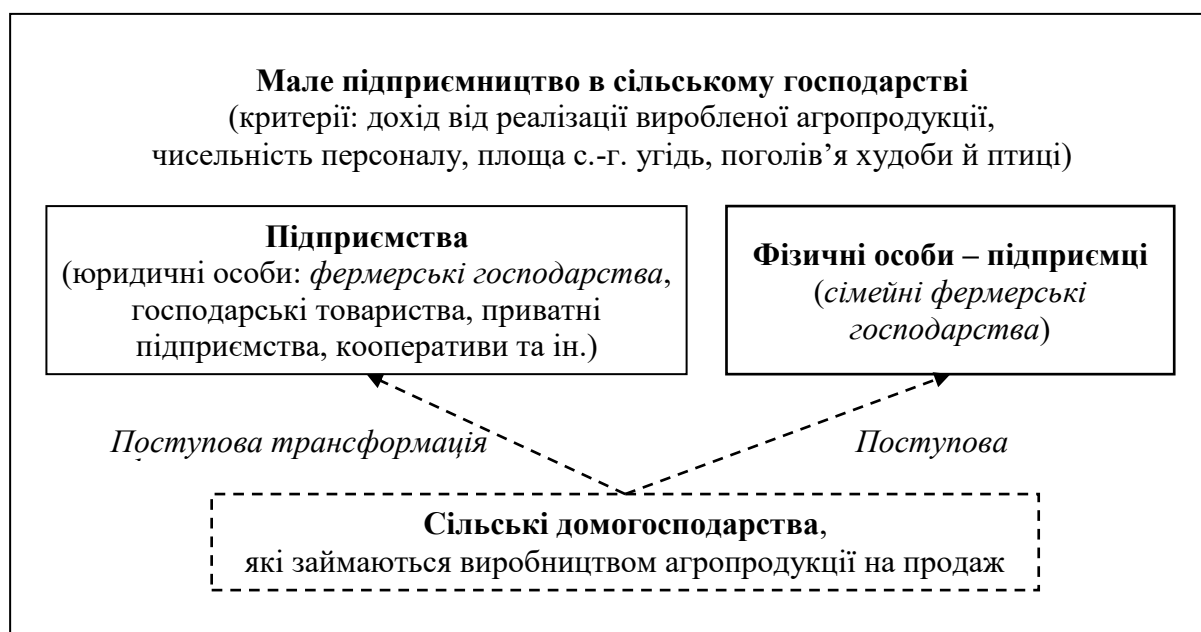 Мале підприємництво в сільському господарстві
(критерії: дохід від реалізації виробленої агропродукції,
чисельність персоналу, площа с.-г. угідь, поголів’я худоби й птиці)
Підприємства
(юридичні особи: фермерські господарства,
господарські товариства, приватні
підприємства, кооперативи та ін.)
Фізичні особи – підприємці
(сімейні фермерські
господарства)
Поступова трансформація
Поступова
Сільські домогосподарства,
які займаються виробництвом агропродукції на продаж